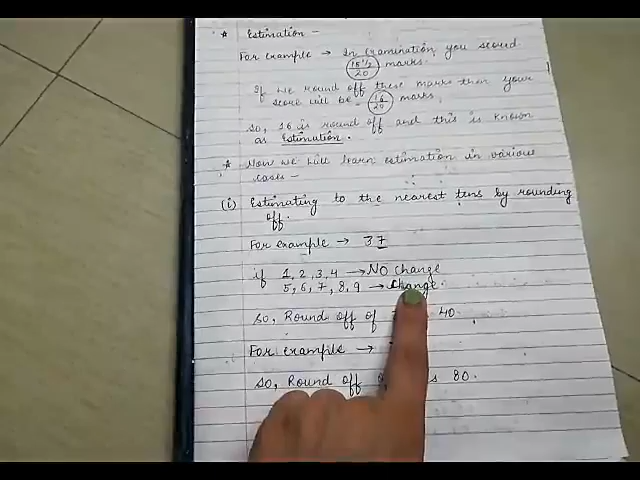 * Estimation -
For example → In examination you scored
15½/20 marks.
If we round off these marks then your
score will be - 16/20 marks.
So, 16 is round off and this is known
as Estimation.
* Now we will learn estimation in various
cases -
(i) Estimating to the nearest tens by rounding
off.
For example → 37
if 1, 2, 3, 4 → No change
5, 6, 7, 8, 9 → Change.
So, Round off of 40.
For example →
So, Round off 80.